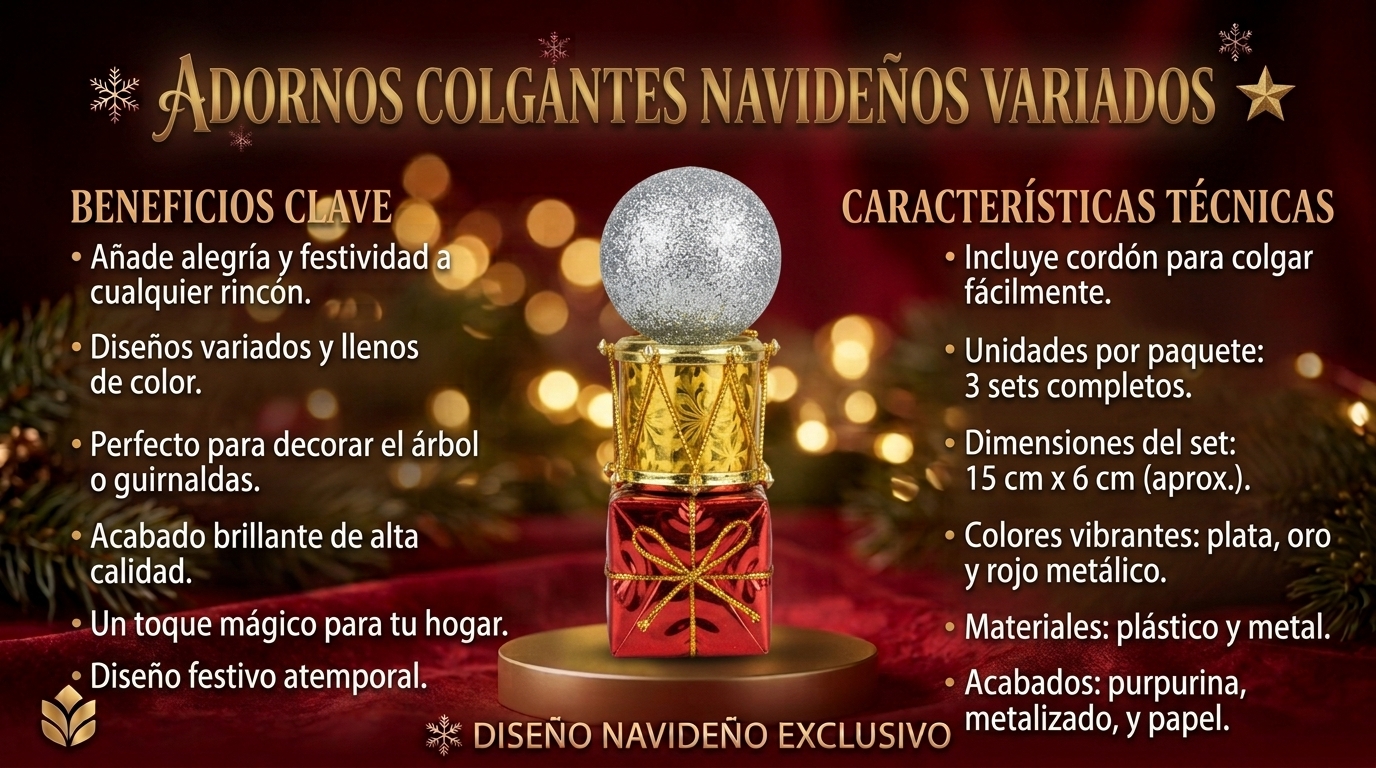 ADORNOS COLGANTES NAVIDEÑOS VARIADOS
BENEFICIOS CLAVE
• Añade alegría y festividad a
cualquier rincón.
• Diseños variados y llenos
de color.
• Perfecto para decorar el árbol
o guirnaldas.
• Acabado brillante de alta
calidad.
• Un toque mágico para tu hogar.
• Diseño festivo atemporal.
CARACTERÍSTICAS TÉCNICAS
• Incluye cordón para colgar
fácilmente.
• Unidades por paquete:
3 sets completos.
• Dimensiones del set:
15 cm x 6 cm (aprox.).
• Colores vibrantes: plata, oro
y rojo metálico.
• Materiales: plástico y metal.
• Acabados: purpurina,
metalizado, y papel.
DISEÑO NAVIDEÑO EXCLUSIVO